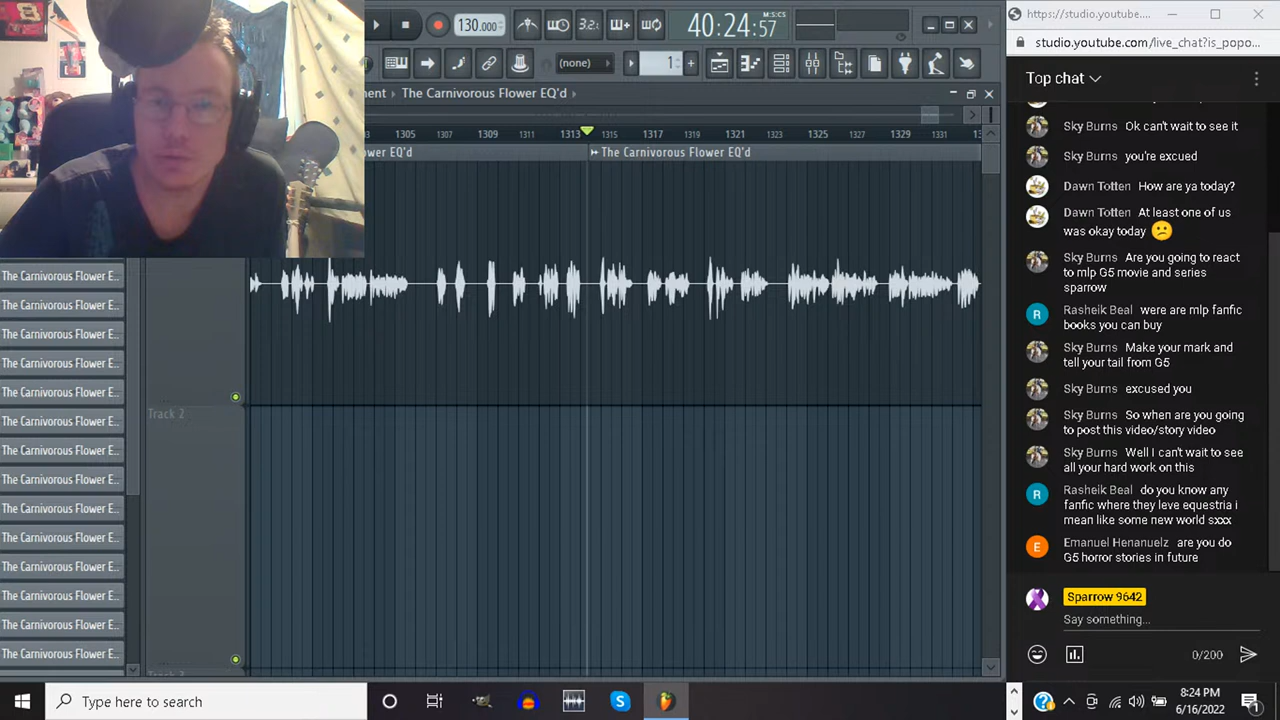 130.000
3.2.
40:24:57
M:S:CS
https://studio.youtube....
studio.youtube.com/live_chat?is_popo...
(none)
1
Top chat
The Carnivorous Flower EQ'd
1305 1307 1309 1311 1313 1315 1317 1319 1321 1323 1325 1327 1329 1331
ower EQ'd
The Carnivorous Flower EQ'd
Sky Burns Ok can't wait to see it
Sky Burns you're excued
Dawn Totten How are ya today?
Dawn Totten At least one of us
was okay today
Sky Burns Are you going to
react to mlp G5 movie and series
sparrow
Rasheik Beal were are mlp fanfic
books you can buy
Sky Burns Make your mark and
tell your tail from G5
Sky Burns excused you
Sky Burns So when are you going
to post this video/story video
Sky Burns Well I can't wait to see
all your hard work on this
Rasheik Beal do you know any
fanfic where they leve equestria i
mean like some new world sxxx
Emanuel Henanuelz are you do
G5 horror stories in future
The Carnivorous Flower E..
The Carnivorous Flower E..
The Carnivorous Flower E..
The Carnivorous Flower E..
The Carnivorous Flower E..
The Carnivorous Flower E..
The Carnivorous Flower E..
The Carnivorous Flower E..
The Carnivorous Flower E..
The Carnivorous Flower E..
The Carnivorous Flower E..
The Carnivorous Flower E..
The Carnivorous Flower E..
The Carnivorous Flower E..
Track 2
Track 3
R
R
E
Sparrow 9642
Say something...
0/200
Type here to search
8:24 PM
6/16/2022
1